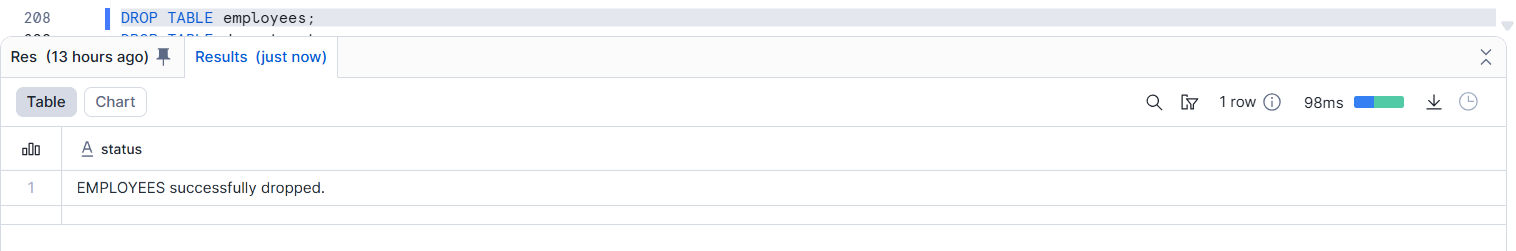 208 DROP TABLE employees;
Res (13 hours ago) Results (just now)
Table Chart 1 row 98ms
A status
1 EMPLOYEES successfully dropped.